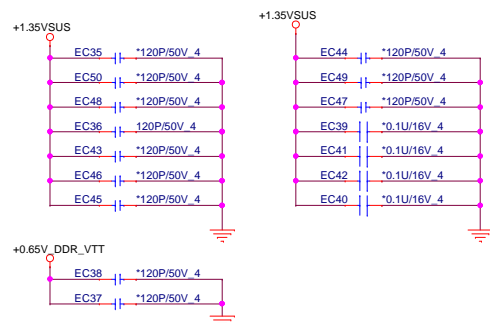 +1.35VSUS
EC35 *120P/50V_4
EC50 *120P/50V_4
EC48 *120P/50V_4
EC36 120P/50V_4
EC43 *120P/50V_4
EC46 *120P/50V_4
EC45 *120P/50V_4
+1.35VSUS
EC44 *120P/50V_4
EC49 *120P/50V_4
EC47 *120P/50V_4
EC39 *0.1U/16V_4
EC41 *0.1U/16V_4
EC42 *0.1U/16V_4
EC40 *0.1U/16V_4
+0.65V_DDR_VTT
EC38 *120P/50V_4
EC37 *120P/50V_4